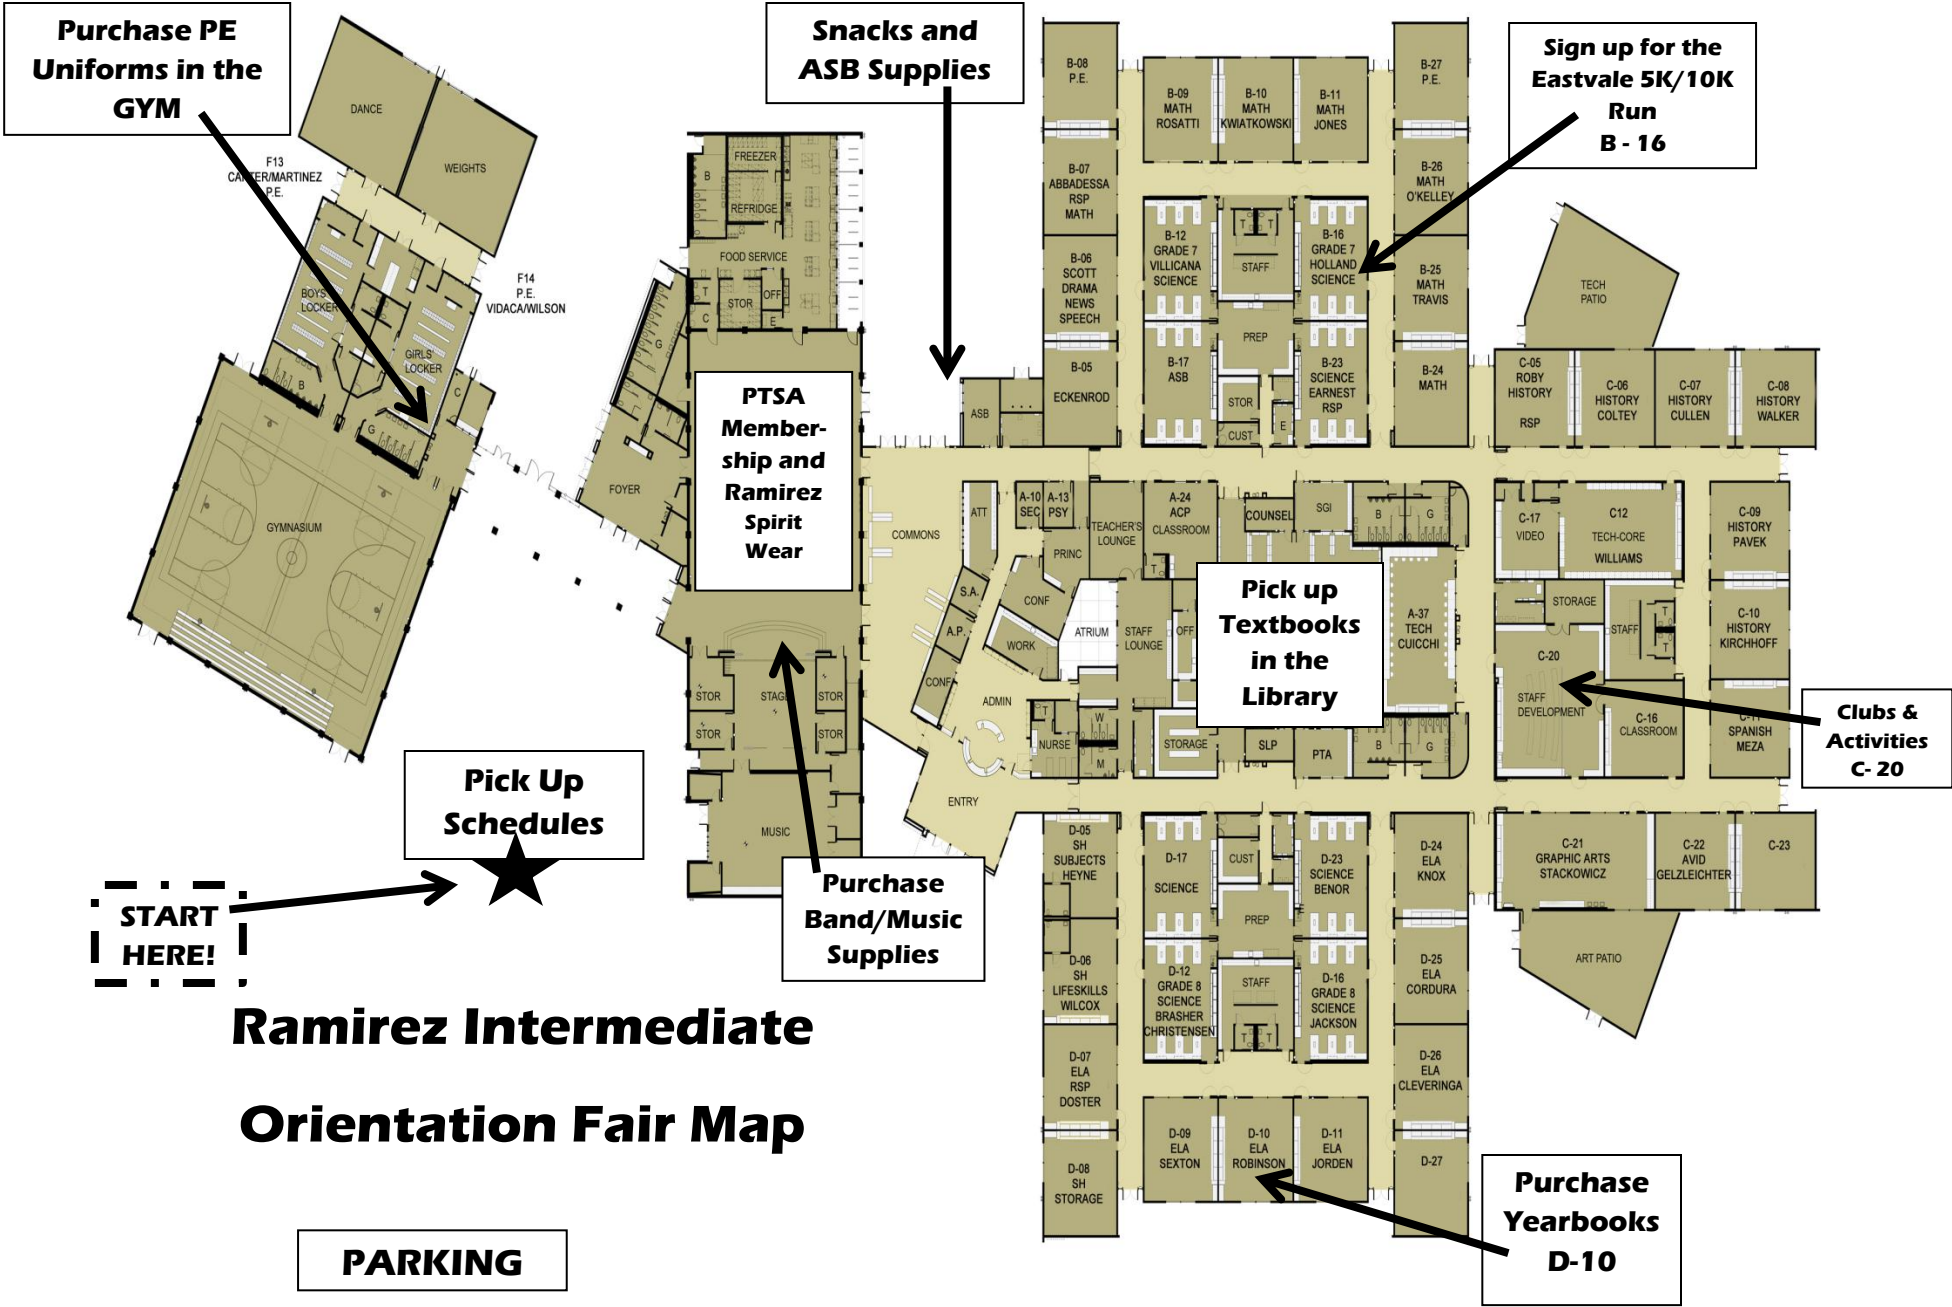 Purchase PE
Uniforms in the
GYM
Snacks and
ASB Supplies
Sign up for the
Eastvale 5K/10K
Run
B - 16
DANCE
WEIGHTS
F13
CARTER/MARTINEZ
P.E.
F14
P.E.
VIDACA/WILSON
BOYS'
LOCKER
GIRLS'
LOCKER
B
G
C
GYMNASIUM
B
FREEZER
REFRIDGE
FOOD SERVICE
T
STOR
OFF
C
E
G
FOYER
PTSA
Member-
ship and
Ramirez
Spirit
Wear
STOR
STAGE
STOR
STOR
STOR
MUSIC
Purchase
Band/Music
Supplies
B-08
P.E.
B-09
MATH
ROSATTI
B-10
MATH
KWIATKOWSKI
B-11
MATH
JONES
B-27
P.E.
B-07
ABBADESSA
RSP
MATH
B-26
MATH
O'KELLEY
B-06
SCOTT
DRAMA
NEWS
SPEECH
B-12
GRADE 7
VILLICANA
SCIENCE
T
T
STAFF
B-16
GRADE 7
HOLLAND
SCIENCE
B-25
MATH
TRAVIS
PREP
B-05
ECKENROD
B-17
ASB
STOR
CUST
E
B-23
SCIENCE
EARNEST
RSP
B-24
MATH
ASB
TECH
PATIO
C-05
ROBY
HISTORY
RSP
C-06
HISTORY
COLTEY
C-07
HISTORY
CULLEN
C-08
HISTORY
WALKER
COMMONS
ATT
A-10
SEC
A-13
PSY
PRINC
TEACHER'S
LOUNGE
A-24
ACP
CLASSROOM
T
COUNSEL
SGI
B
G
S.A.
CONF
A.P.
WORK
CONF
ATRIUM
STAFF
LOUNGE
OFF
Pick up
Textbooks
in the
Library
A-37
TECH
CUICCHI
ADMIN
T
NURSE
W
M
STORAGE
SLP
PTA
B
G
ENTRY
C-17
VIDEO
C12
TECH-CORE
WILLIAMS
C-09
HISTORY
PAVEK
STORAGE
STAFF
T
T
C-10
HISTORY
KIRCHHOFF
C-20
STAFF
DEVELOPMENT
C-16
CLASSROOM
C-11
SPANISH
MEZA
Clubs &
Activities
C- 20
Pick Up
Schedules
START
HERE!
D-05
SH
SUBJECTS
HEYNE
D-17
SCIENCE
CUST
D-23
SCIENCE
BENOR
D-24
ELA
KNOX
C-21
GRAPHIC ARTS
STACKOWICZ
C-22
AVID
GELZLEICHTER
C-23
PREP
D-06
SH
LIFESKILLS
WILCOX
D-12
GRADE 8
SCIENCE
BRASHER
CHRISTENSEN
STAFF
T
T
D-16
GRADE 8
SCIENCE
JACKSON
D-25
ELA
CORDURA
ART PATIO
D-07
ELA
RSP
DOSTER
D-26
ELA
CLEVERINGA
D-08
SH
STORAGE
D-09
ELA
SEXTON
D-10
ELA
ROBINSON
D-11
ELA
JORDEN
D-27
Purchase
Yearbooks
D-10
Ramirez Intermediate
Orientation Fair Map
PARKING